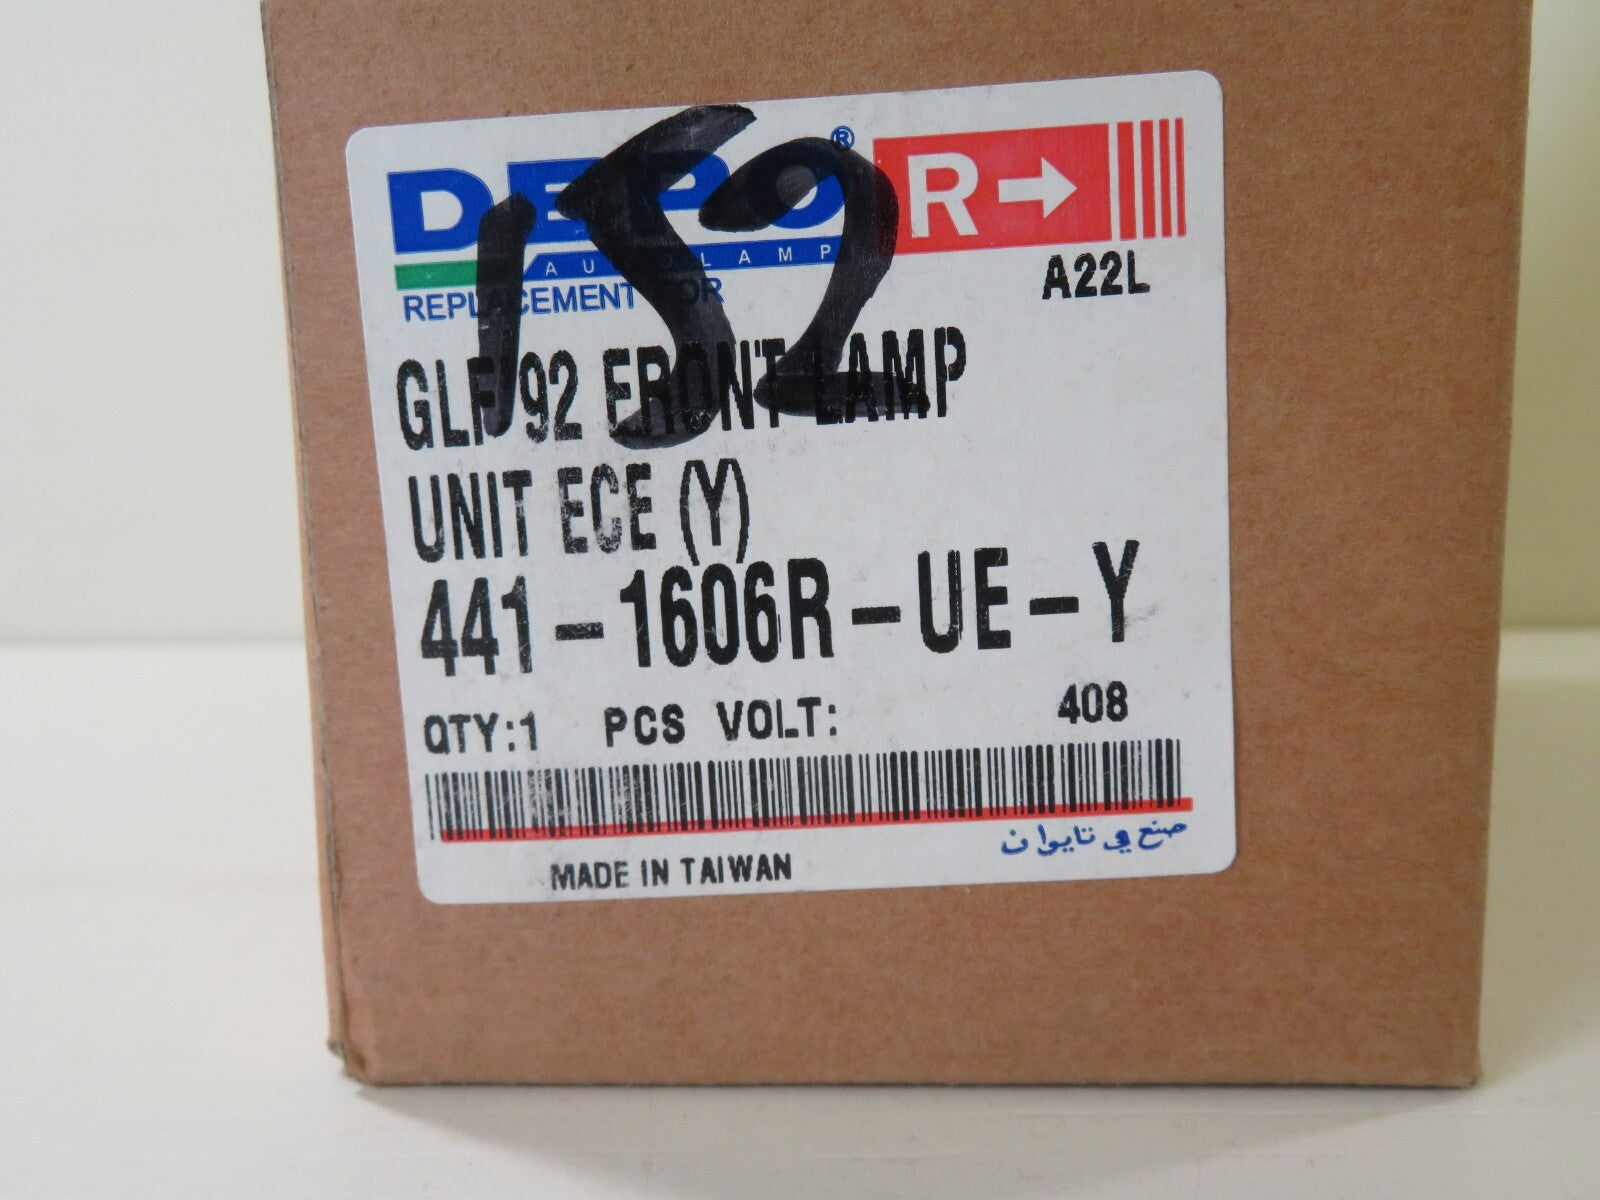 DEPO® R→
AUTO LAMP
152
REPLACEMENT FOR
A22L
GLF '92 FRONT LAMP
UNIT ECE (Y)
441-1606R-UE-Y
QTY:1 PCS VOLT: 408
صنع في تايوان
MADE IN TAIWAN